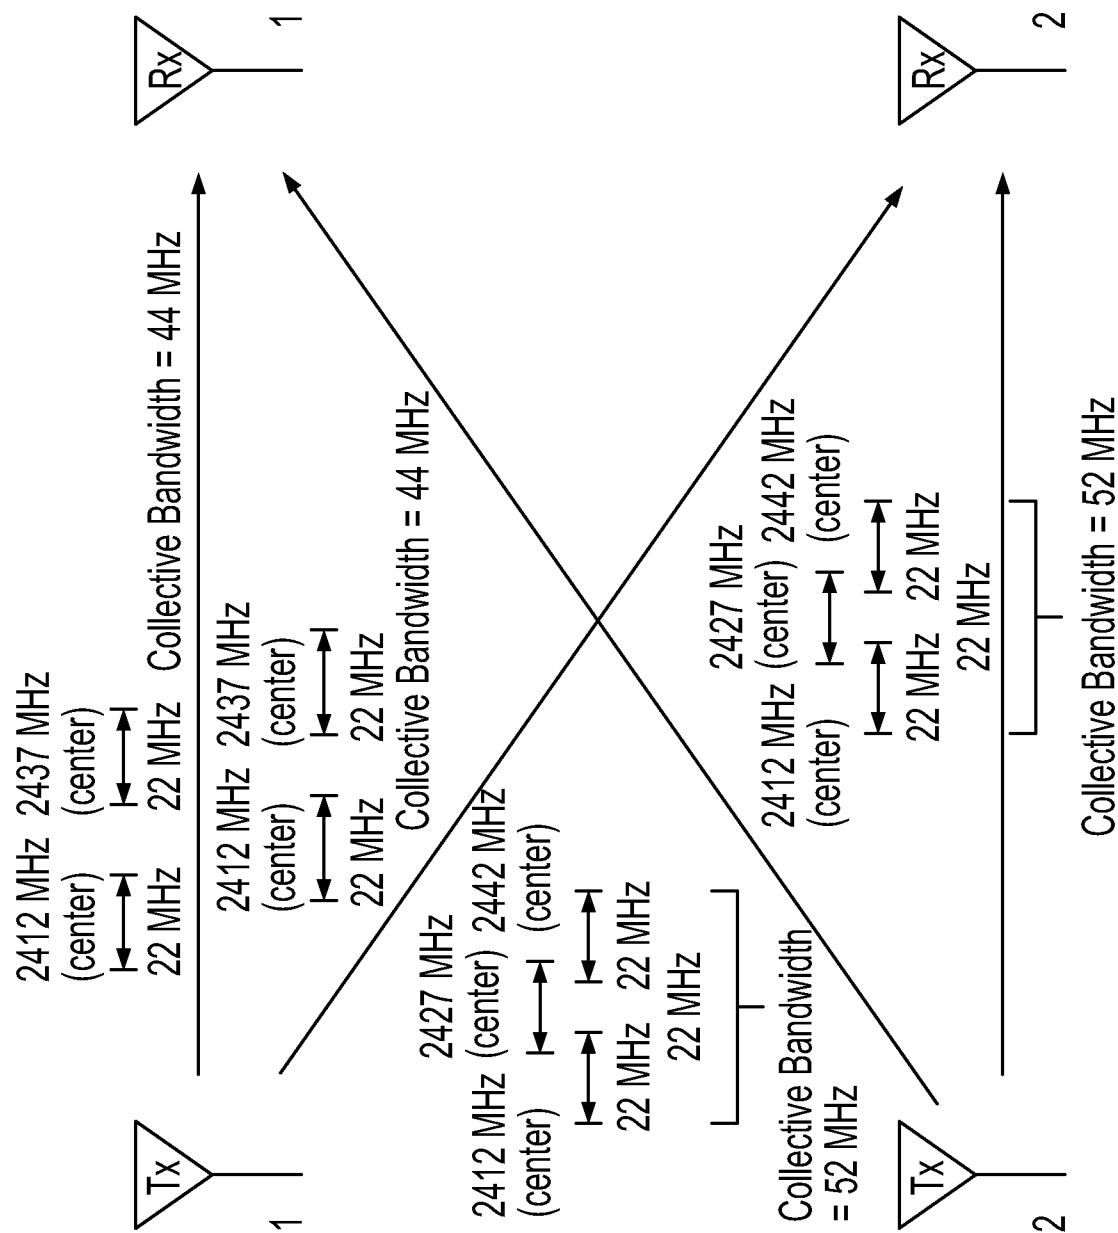 2412 MHz 2437 MHz
(center) (center)
22 MHz 22 MHz Collective Bandwidth = 44 MHz
Tx
Rx
1
1
2412 MHz 2437 MHz
(center) (center)
22 MHz 22 MHz
Collective Bandwidth = 44 MHz
2427 MHz
2412 MHz (center) 2442 MHz
(center) (center)
22 MHz 22 MHz
22 MHz
Collective Bandwidth
= 52 MHz
2427 MHz
2412 MHz (center) 2442 MHz
(center) (center)
22 MHz 22 MHz
22 MHz
Tx
Rx
2
2
Collective Bandwidth = 52 MHz